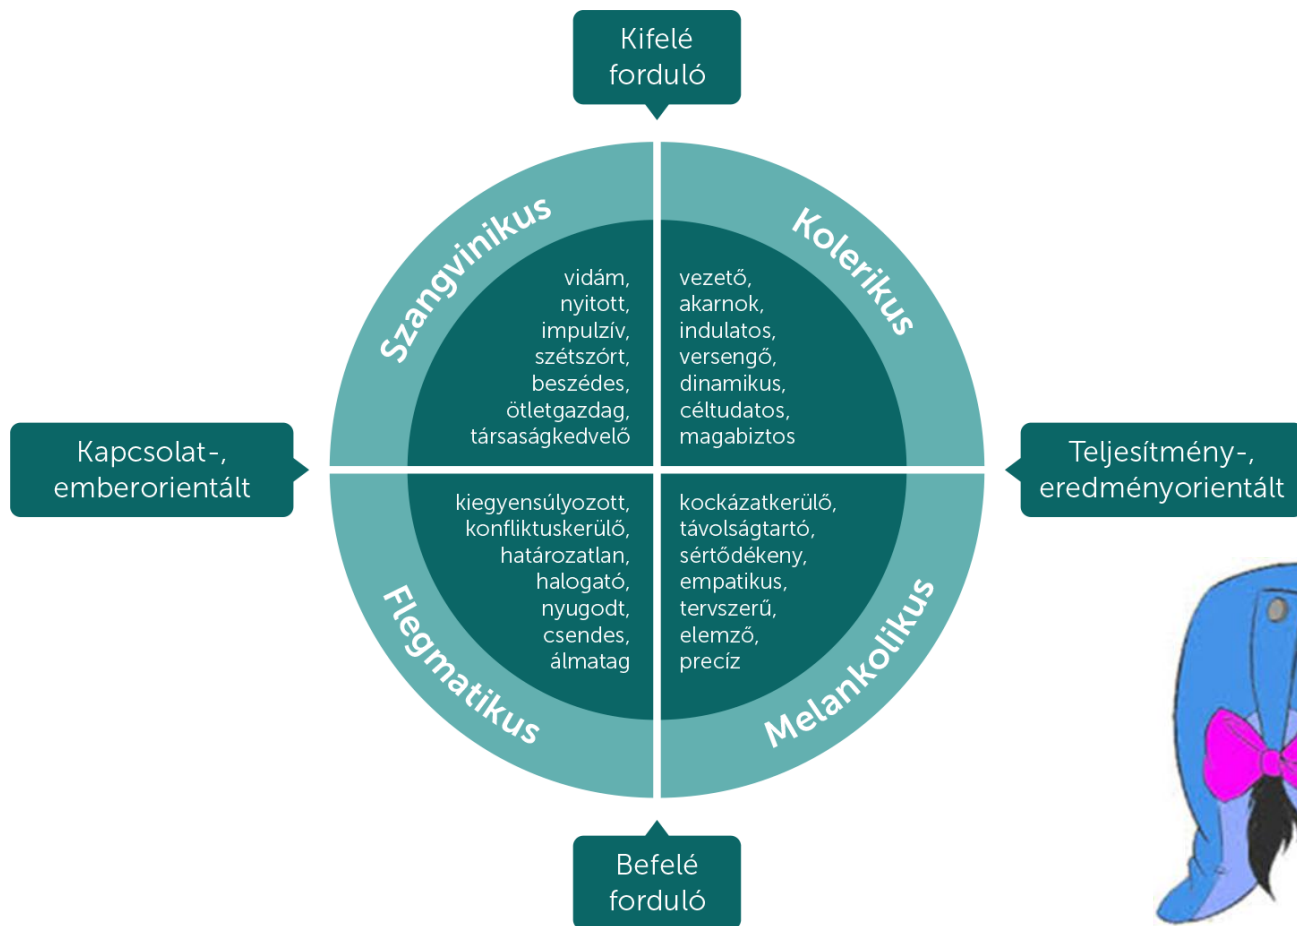 Kifelé
forduló
Szangvinikus
vidám,
nyitott,
impulzív,
szétszórt,
beszédes,
ötletgazdag,
társaságkedvelő
Kolerikus
vezető,
akarnok,
indulatos,
versengő,
dinamikus,
céltudatos,
magabiztos
Kapcsolat-,
emberorientált
Teljesítmény-,
eredményorientált
Flegmatikus
kiegyensúlyozott,
konfliktuskerülő,
határozatlan,
halogató,
nyugodt,
csendes,
álmatag
Melankolikus
kockázatkerülő,
távolságtartó,
sértődékeny,
empatikus,
tervszerű,
elemző,
precíz
Befelé
forduló